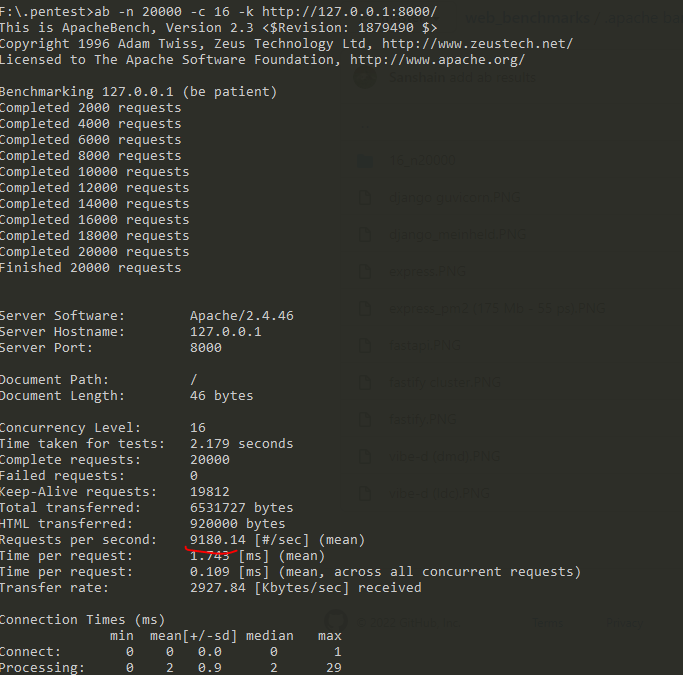 F:\.pentest>ab -n 20000 -c 16 -k http://127.0.0.1:8000/
This is ApacheBench, Version 2.3 <$Revision: 1879490 $>
Copyright 1996 Adam Twiss, Zeus Technology Ltd, http://www.zeustech.net/
Licensed to The Apache Software Foundation, http://www.apache.org/
Benchmarking 127.0.0.1 (be patient)
Completed 2000 requests
Completed 4000 requests
Completed 6000 requests
Completed 8000 requests
Completed 10000 requests
Completed 12000 requests
Completed 14000 requests
Completed 16000 requests
Completed 18000 requests
Completed 20000 requests
Finished 20000 requests
Server Software: Apache/2.4.46
Server Hostname: 127.0.0.1
Server Port: 8000
Document Path: /
Document Length: 46 bytes
Concurrency Level: 16
Time taken for tests: 2.179 seconds
Complete requests: 20000
Failed requests: 0
Keep-Alive requests: 19812
Total transferred: 6531727 bytes
HTML transferred: 920000 bytes
Requests per second: 9180.14 [#/sec] (mean)
Time per request: 1.743 [ms] (mean)
Time per request: 0.109 [ms] (mean, across all concurrent requests)
Transfer rate: 2927.84 [Kbytes/sec] received
Connection Times (ms)
min mean[+/-sd] median max
Connect: 0 0 0.0 0 1
Processing: 0 2 0.9 2 29